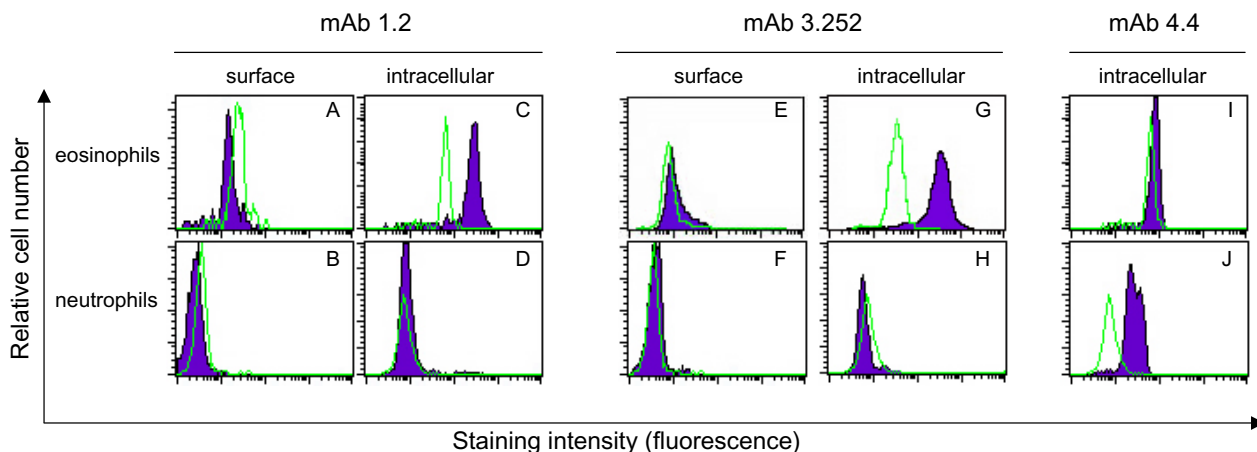 mAb 1.2
mAb 3.252
mAb 4.4
surface
intracellular
surface
intracellular
intracellular
eosinophils
A
C
E
G
I
neutrophils
B
D
F
H
J
Relative cell number
Staining intensity (fluorescence)